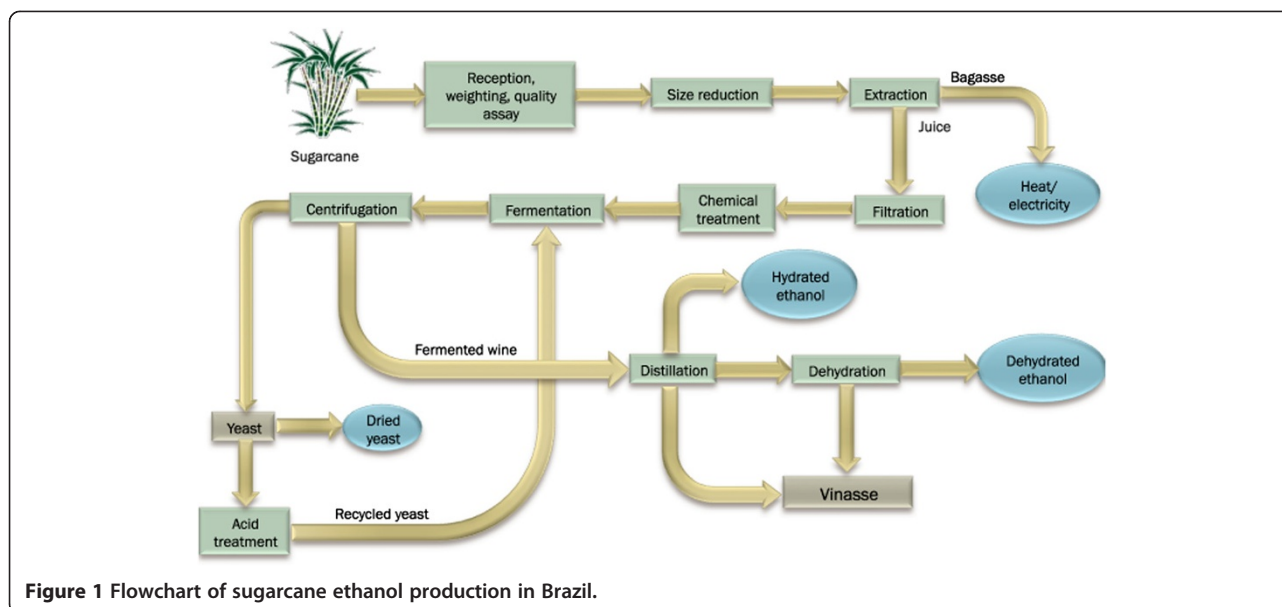 Sugarcane
Reception,
weighting, quality
assay
Size reduction
Extraction
Bagasse
Juice
Heat/
electricity
Centrifugation
Fermentation
Chemical
treatment
Filtration
Hydrated
ethanol
Fermented wine
Distillation
Dehydration
Dehydrated
ethanol
Yeast
Dried
yeast
Vinasse
Acid
treatment
Recycled yeast
Figure 1 Flowchart of sugarcane ethanol production in Brazil.